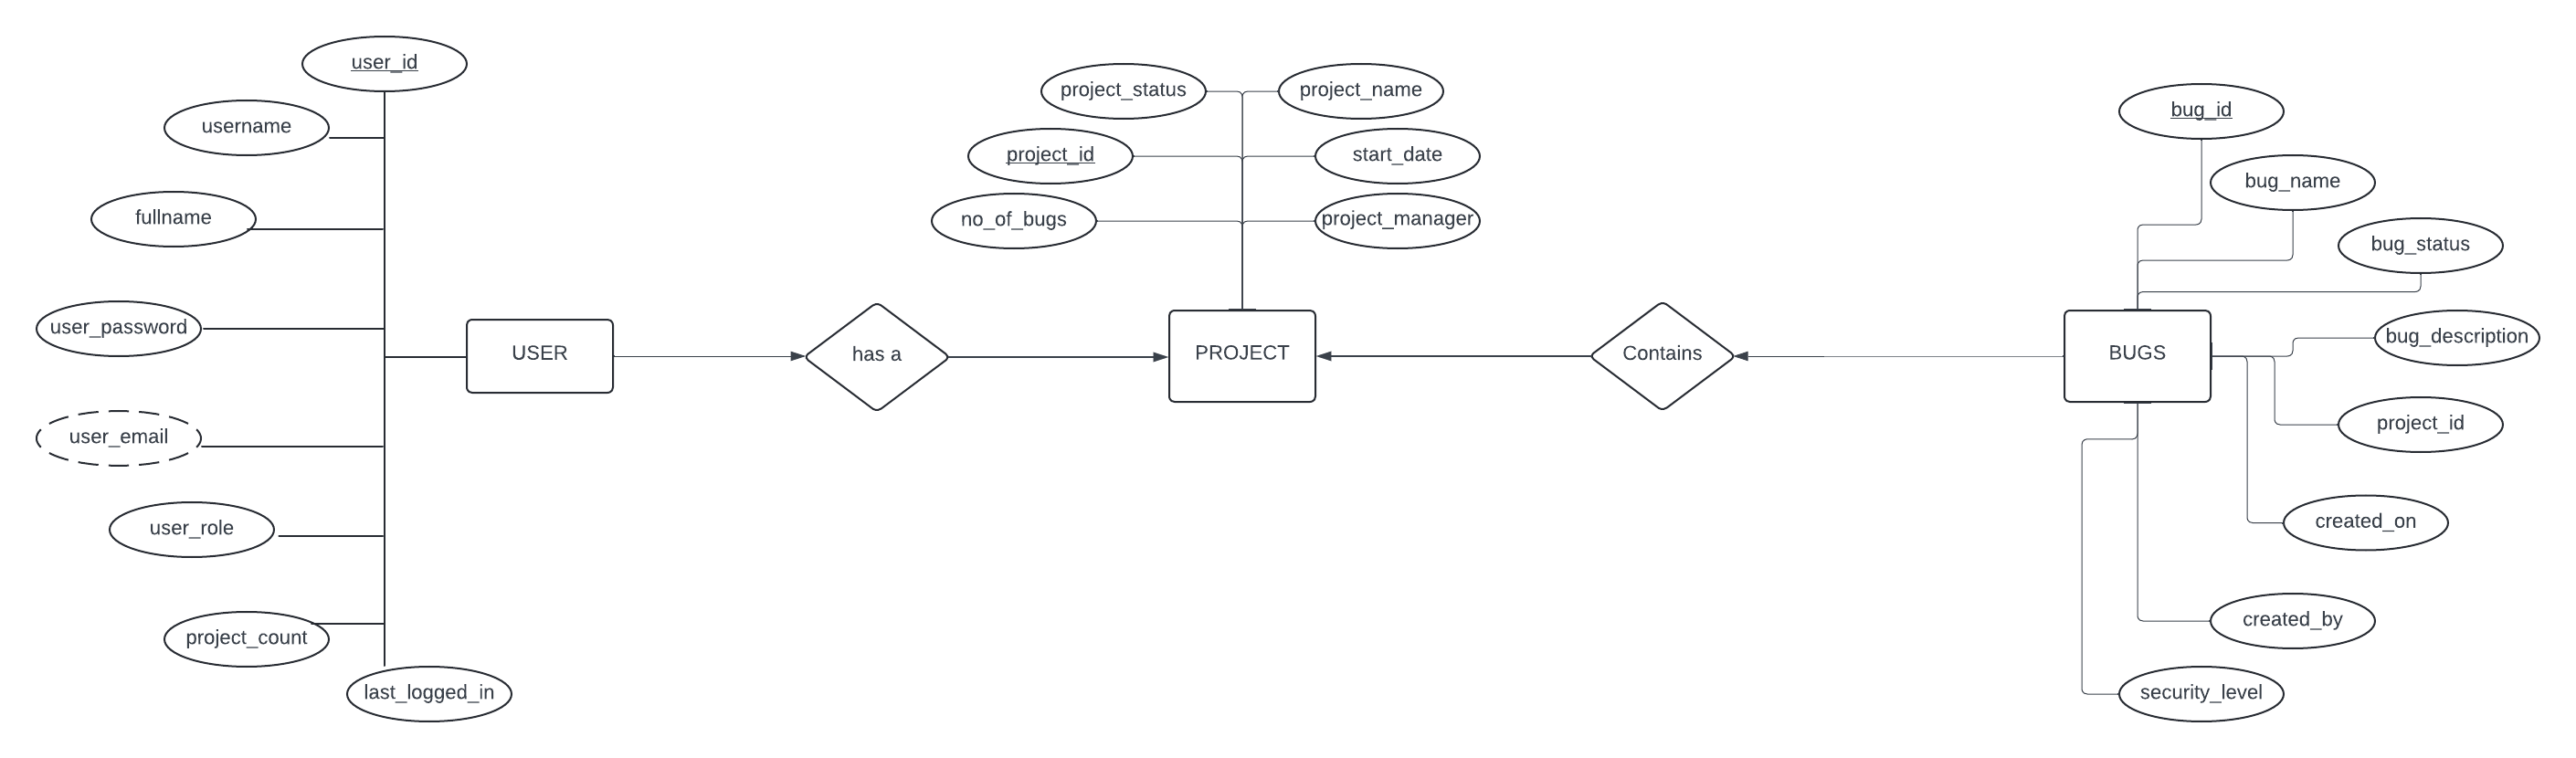 user_id
username
fullname
user_password
user_email
user_role
project_count
last_logged_in
USER
has a
project_status
project_name
project_id
start_date
no_of_bugs
project_manager
PROJECT
Contains
BUGS
bug_id
bug_name
bug_status
bug_description
project_id
created_on
created_by
security_level